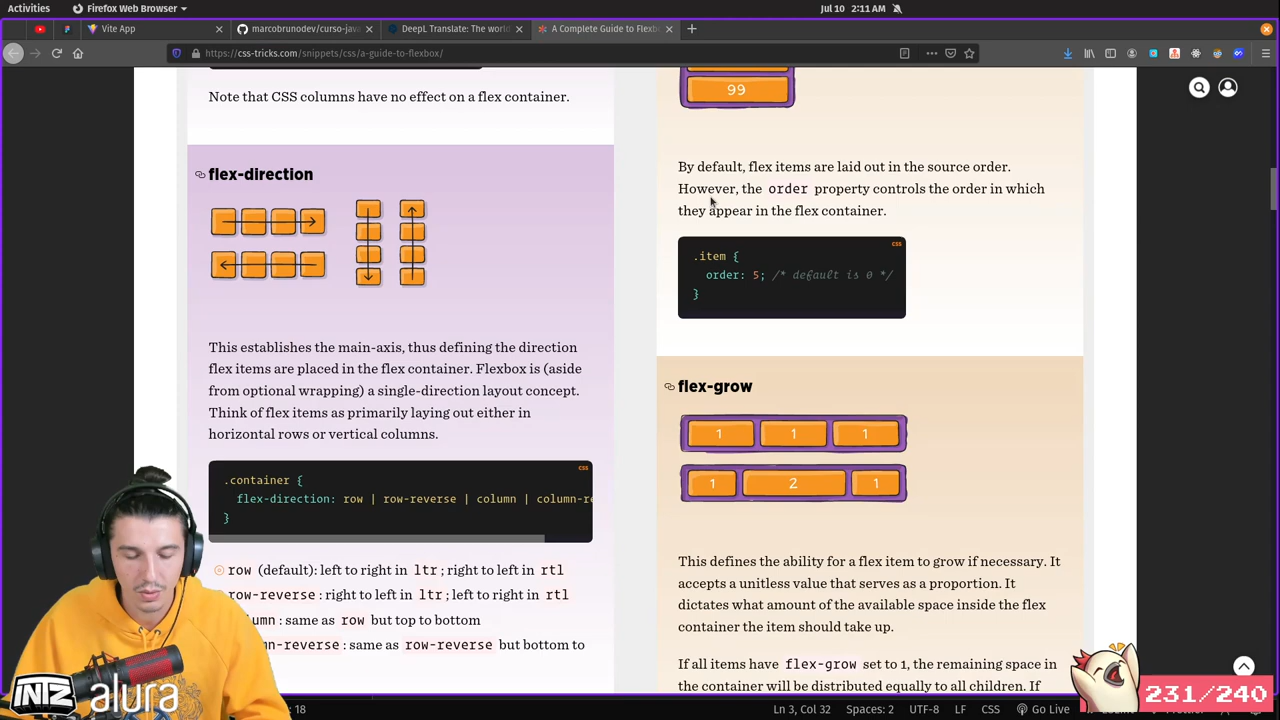 Activities
Firefox Web Browser
Jul 10 2:11 AM
Vite App
marcobrunodev/curso-jav
DeepL Translate: The world
A Complete Guide to Flexbo
https://css-tricks.com/snippets/css/a-guide-to-flexbox/
Note that CSS columns have no effect on a flex container.
flex-direction
This establishes the main-axis, thus defining the direction
flex items are placed in the flex container. Flexbox is (aside
from optional wrapping) a single-direction layout concept.
Think of flex items as primarily laying out either in
horizontal rows or vertical columns.
css
.container {
flex-direction: row | row-reverse | column | column-re
}
row (default): left to right in ltr; right to left in rtl
row-reverse: right to left in ltr; left to right in rtl
umn: same as row but top to bottom
n-reverse: same as row-reverse but bottom to
99
By default, flex items are laid out in the source order.
However, the order property controls the order in which
they appear in the flex container.
css
.item {
order: 5; /* default is 0 */
}
flex-grow
1 1 1
1 2 1
This defines the ability for a flex item to grow if necessary. It
accepts a unitless value that serves as a proportion. It
dictates what amount of the available space inside the flex
container the item should take up.
If all items have flex-grow set to 1, the remaining space in
the container will be distributed equally to all children. If
INTZ alura
231/240
: 18
Ln 3, Col 32
Spaces: 2
UTF-8
LF
CSS
Go Live